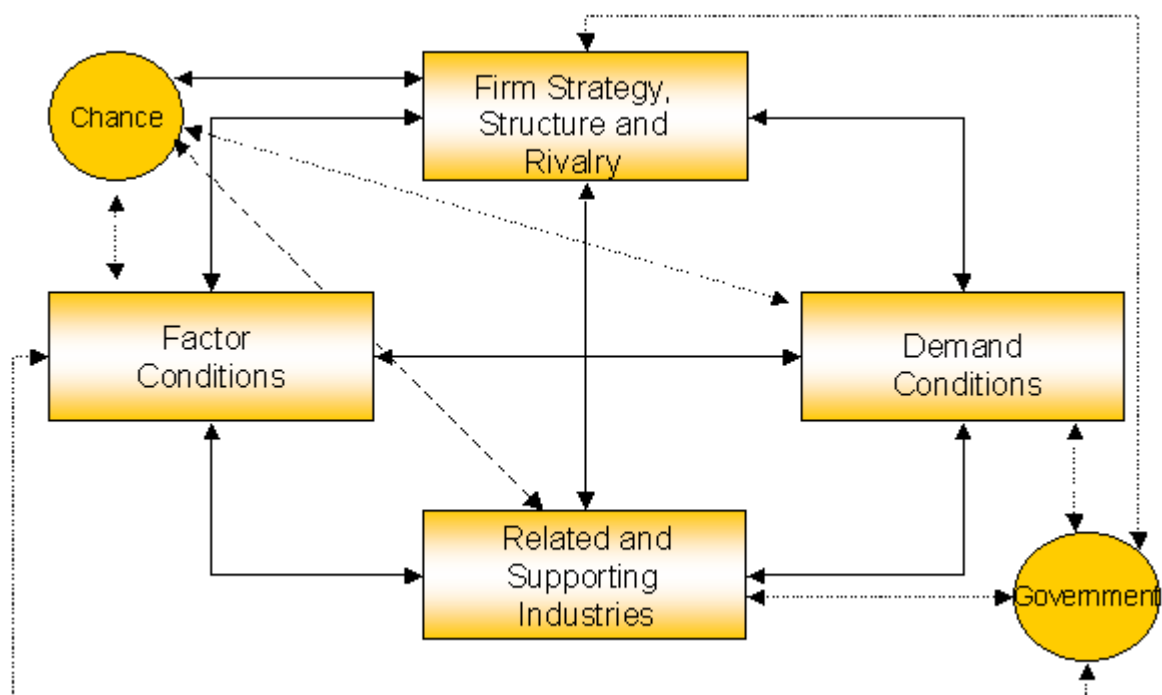 Chance
Firm Strategy,
Structure and
Rivalry
Factor
Conditions
Demand
Conditions
Related and
Supporting
Industries
Government